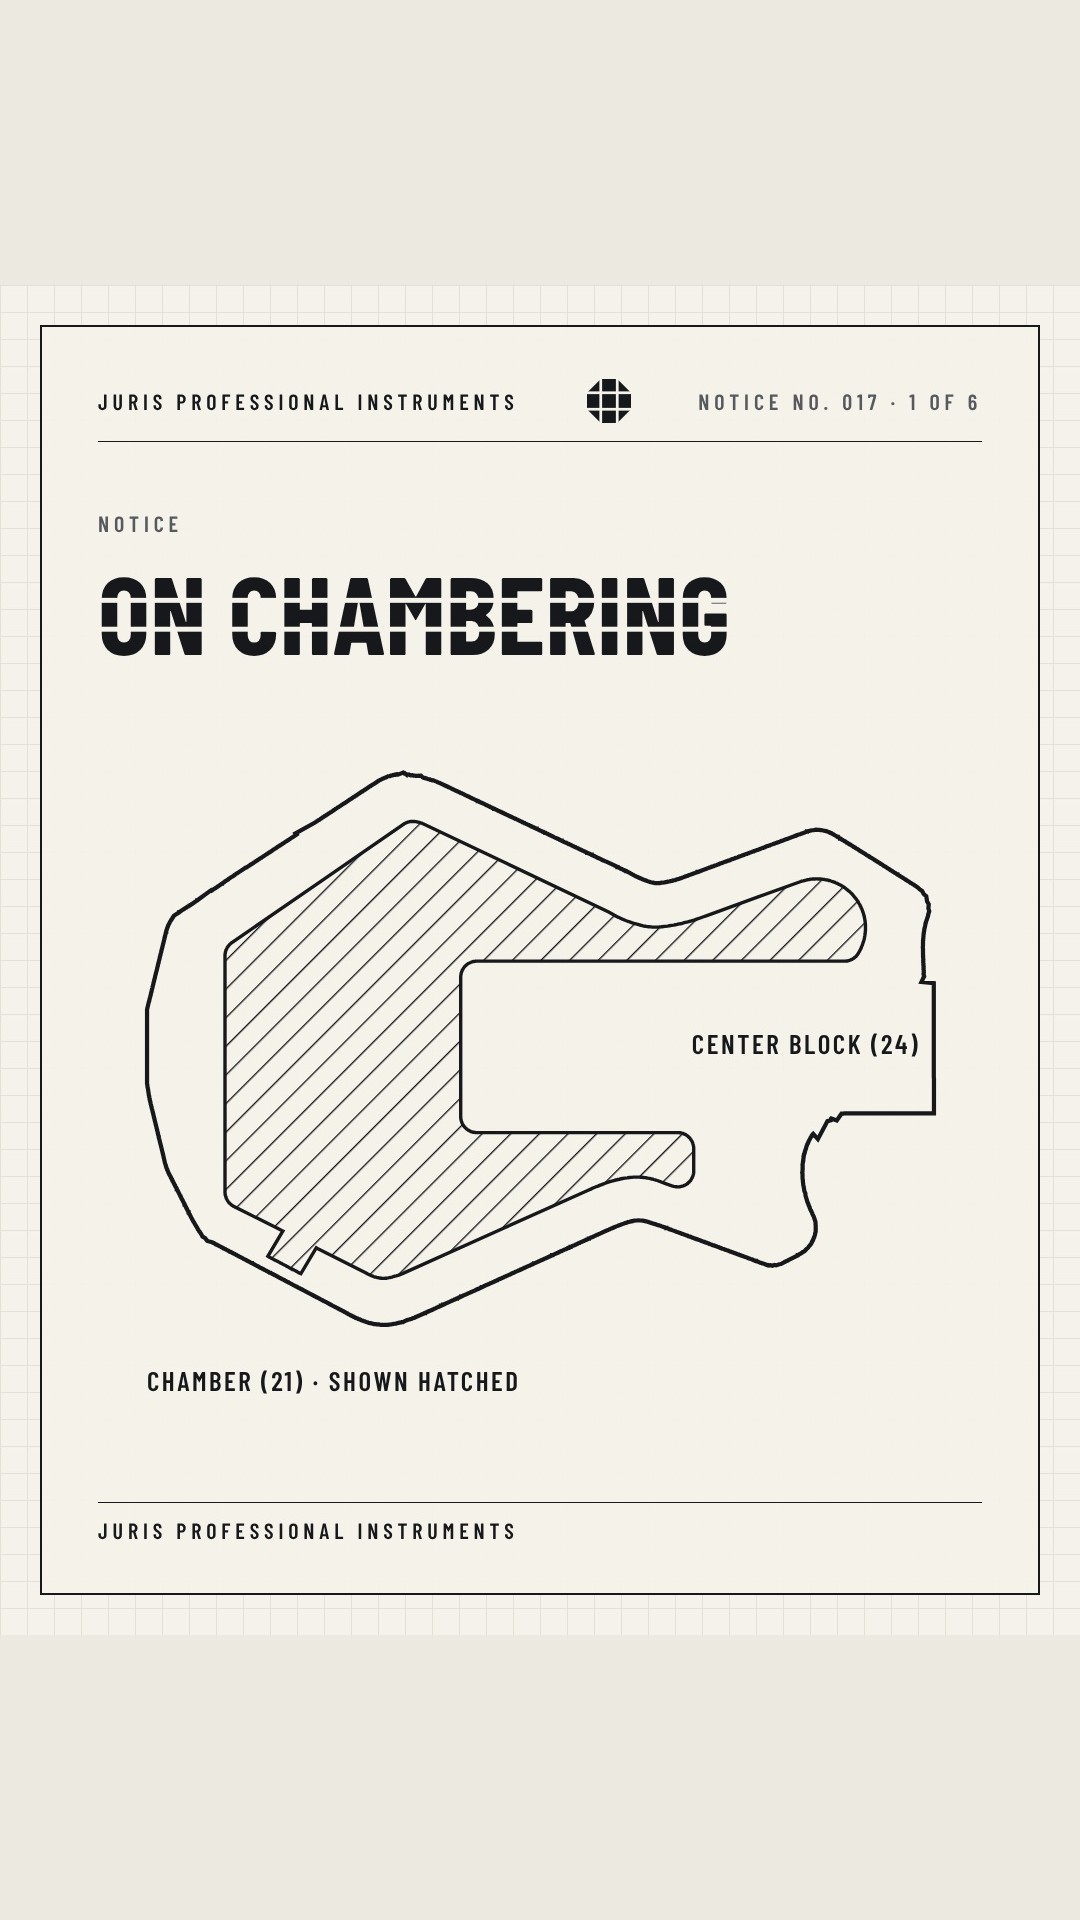 JURIS PROFESSIONAL INSTRUMENTS
NOTICE NO. 017 · 1 OF 6
NOTICE
ON CHAMBERING
CENTER BLOCK (24)
CHAMBER (21) · SHOWN HATCHED
JURIS PROFESSIONAL INSTRUMENTS